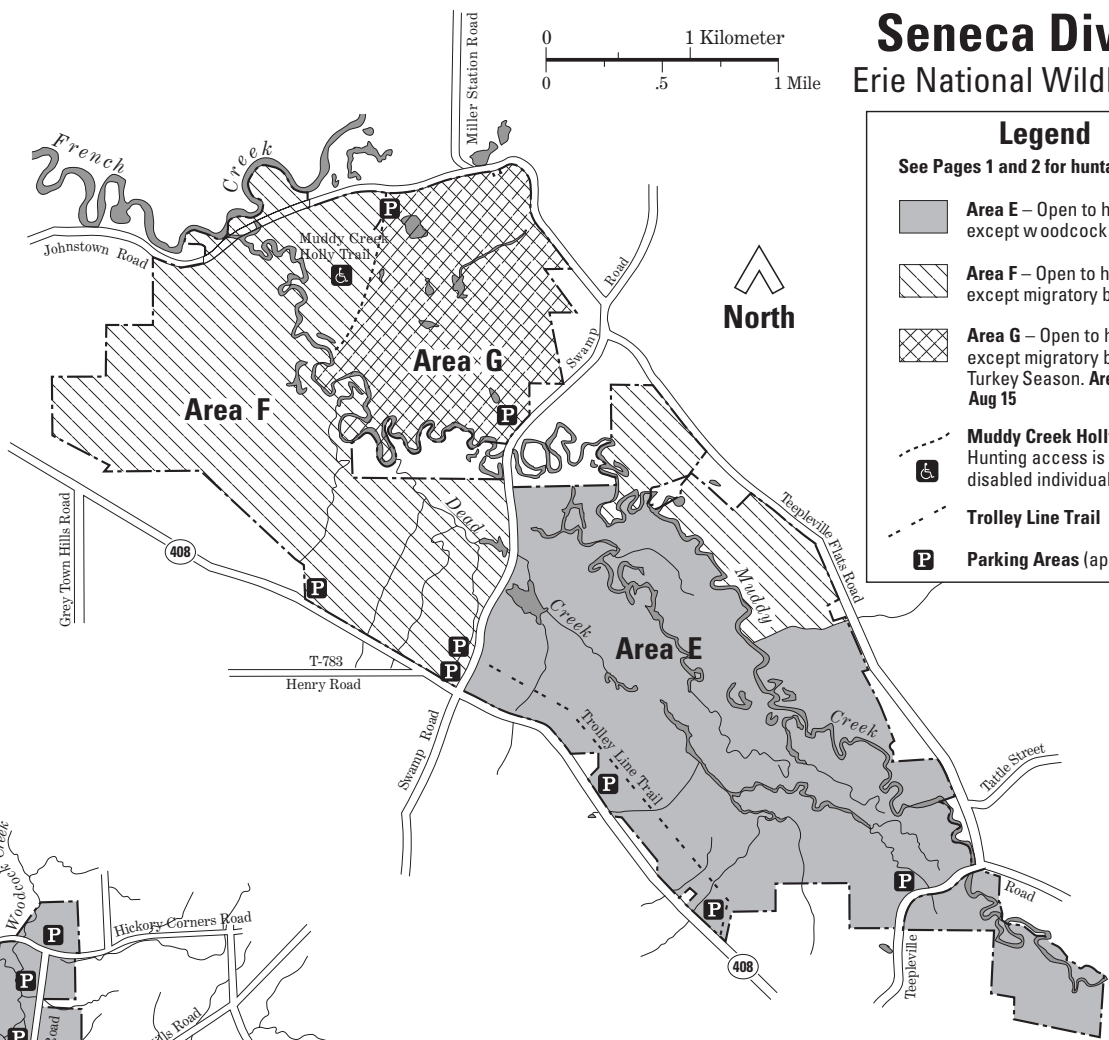 Seneca Div
Erie National Wildl
0 1 Kilometer
0 .5 1 Mile
Legend
See Pages 1 and 2 for hunta
Area E – Open to h
except woodcock
Area F – Open to h
except migratory b
Area G – Open to h
except migratory b
Turkey Season. Are
Aug 15
Muddy Creek Holl
Hunting access is
disabled individual
Trolley Line Trail
P Parking Areas (ap
Miller Station Road
French
Creek
Johnstown Road
P
Muddy Creek
Holly Trail
Road
North
Swamp
Area G
Area F
P
Grey Town Hills Road
408
Dead
Teepleville Flats Road
P
Muddy
Creek
Area E
P
P
T-783
Henry Road
Swamp Road
Trolley Line Trail
Creek
P
Tattle Street
P
Road
P
408
Teepleville
Woodcock Creek
P
Hickory Corners Road
P
P
Road
lls Road